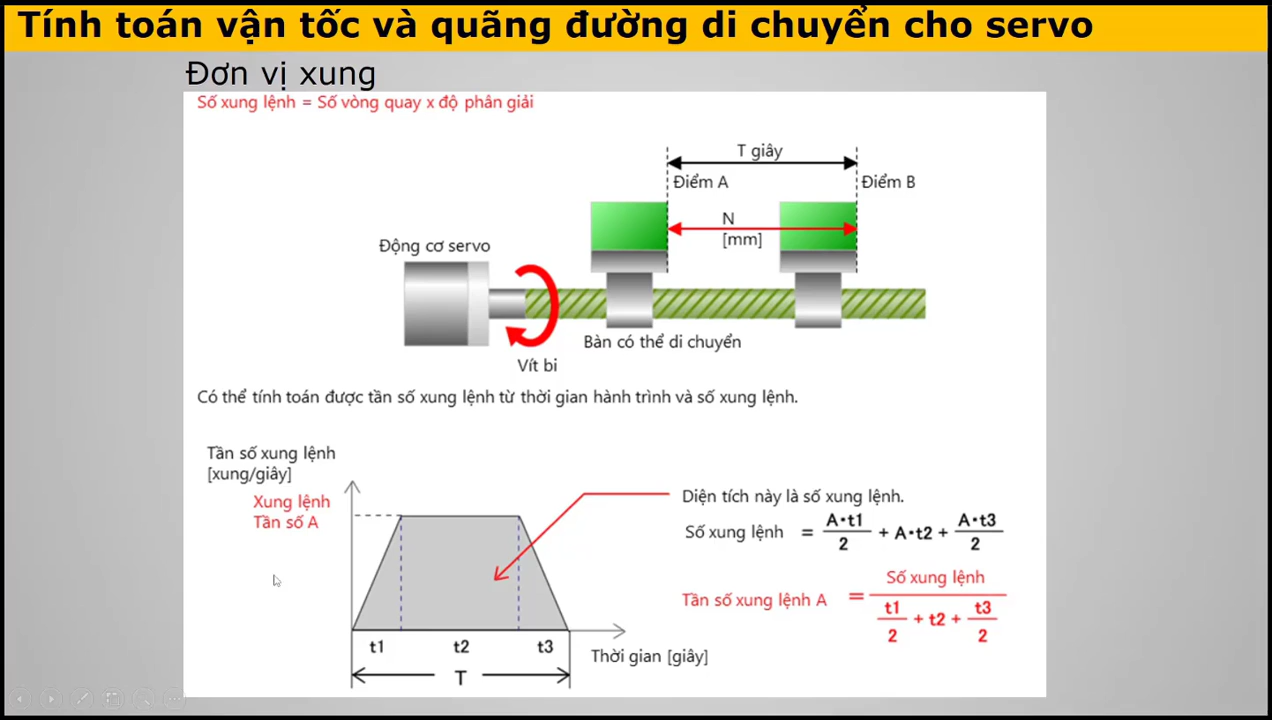 Tính toán vận tốc và quãng đường di chuyển cho servo
Đơn vị xung
Số xung lệnh = Số vòng quay x độ phân giải
T giây
Điểm A
Điểm B
N
[mm]
Động cơ servo
Bàn có thể di chuyển
Vít bi
Có thể tính toán được tần số xung lệnh từ thời gian hành trình và số xung lệnh.
Tần số xung lệnh
[xung/giây]
Xung lệnh
Tần số A
Diện tích này là số xung lệnh.
Số xung lệnh = A•t1/2 + A•t2 + A•t3/2
Tần số xung lệnh A = Số xung lệnh / t1/2 + t2 + t3/2
t1 t2 t3
Thời gian [giây]
T